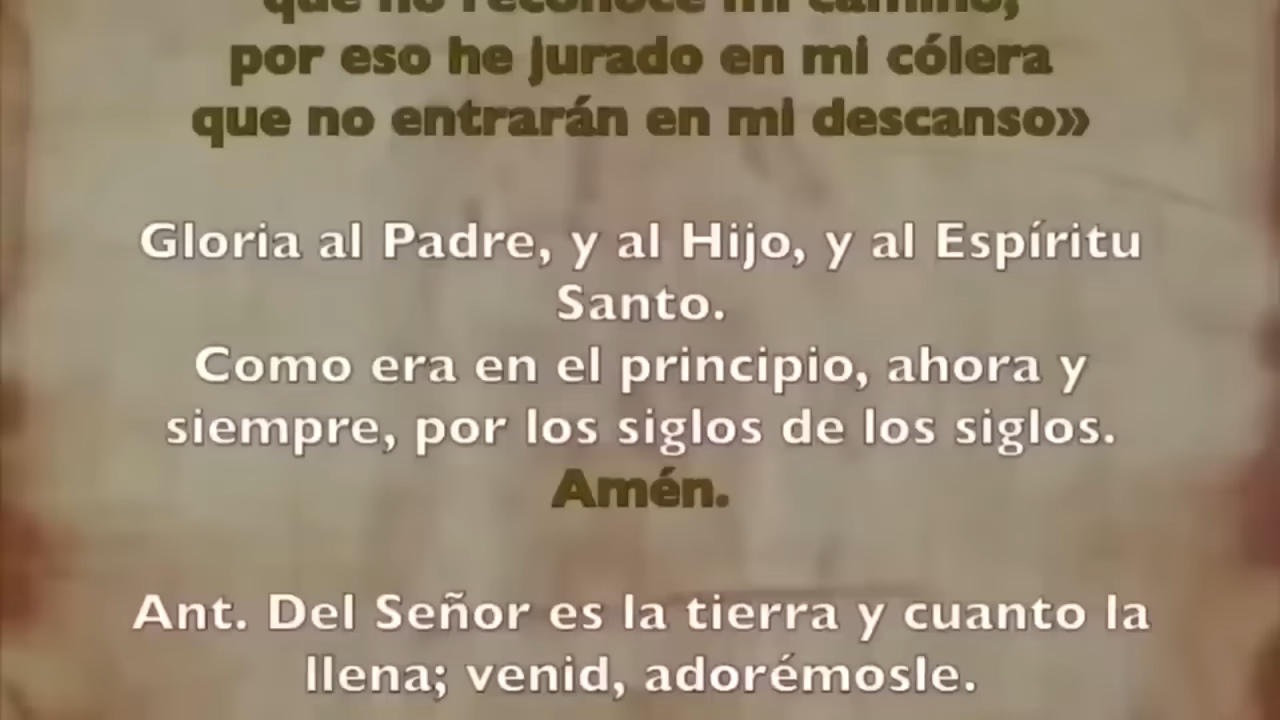 que no reconoce mi camino,
por eso he jurado en mi cólera
que no entrarán en mi descanso»
Gloria al Padre, y al Hijo, y al Espíritu
Santo.
Como era en el principio, ahora y
siempre, por los siglos de los siglos.
Amén.
Ant. Del Señor es la tierra y cuanto la
llena; venid, adorémosle.